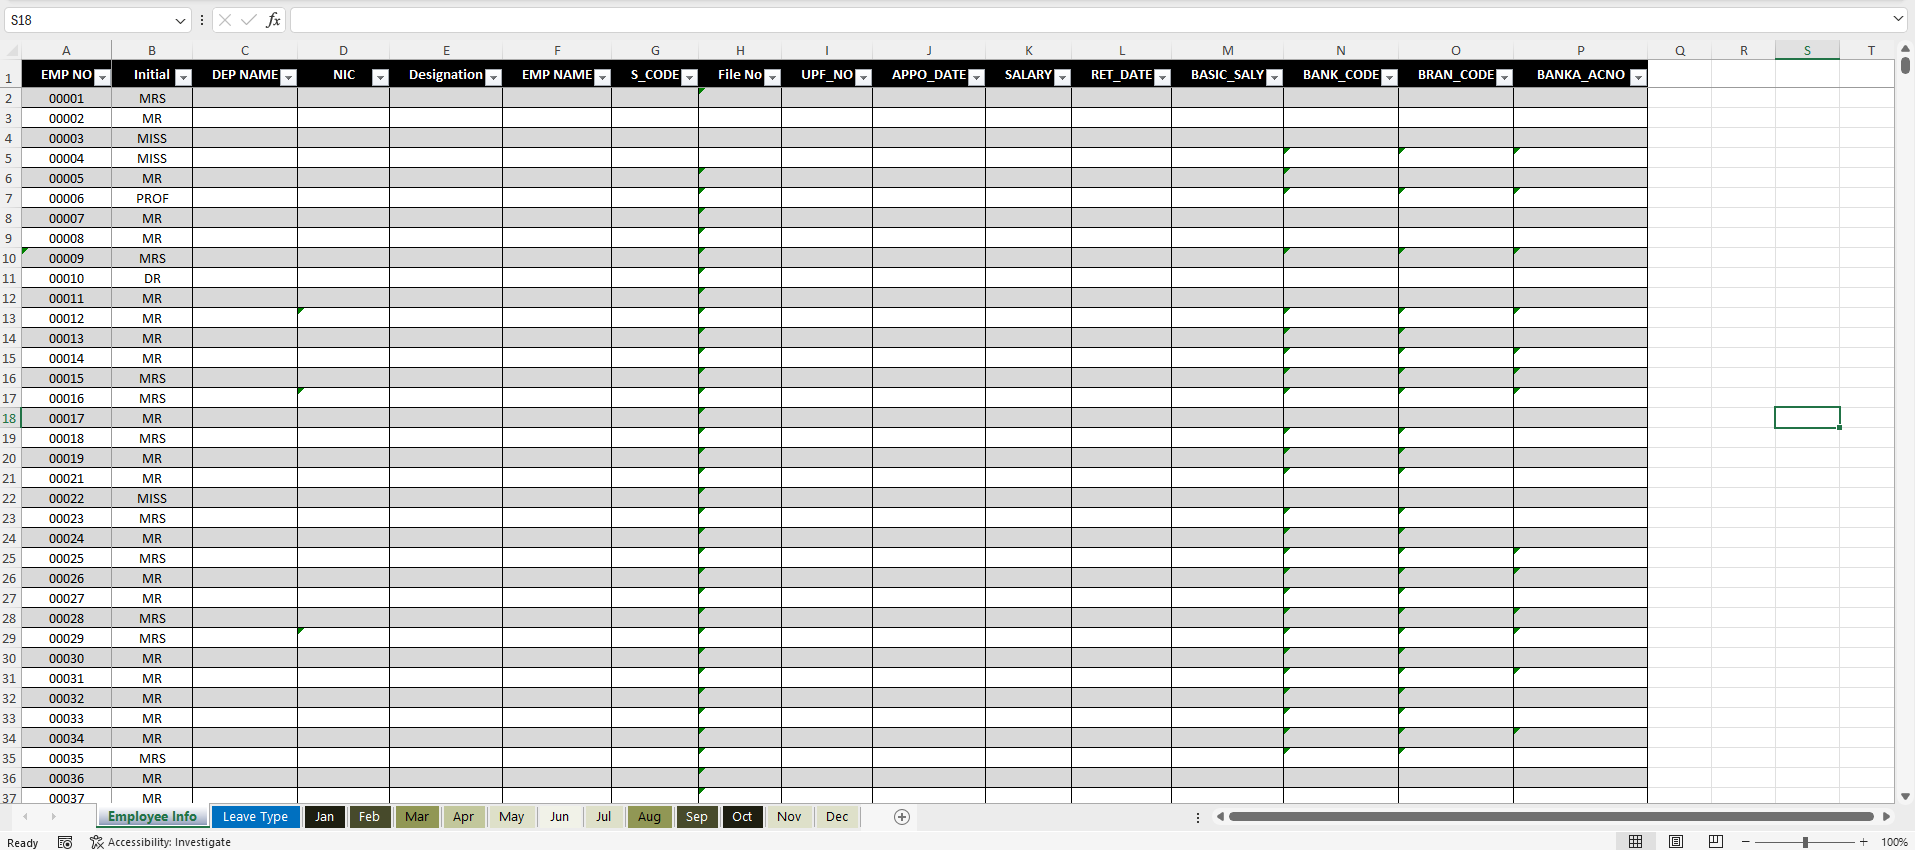 S18
fx
A B C D E F G H I J K L M N O P Q R S T
1 EMP NO Initial DEP NAME NIC Designation EMP NAME S_CODE File No UPF_NO APPO_DATE SALARY RET_DATE BASIC_SALY BANK_CODE BRAN_CODE BANKA_ACNO
2 00001 MRS
3 00002 MR
4 00003 MISS
5 00004 MISS
6 00005 MR
7 00006 PROF
8 00007 MR
9 00008 MR
10 00009 MRS
11 00010 DR
12 00011 MR
13 00012 MR
14 00013 MR
15 00014 MR
16 00015 MRS
17 00016 MRS
18 00017 MR
19 00018 MRS
20 00019 MR
21 00021 MR
22 00022 MISS
23 00023 MRS
24 00024 MR
25 00025 MRS
26 00026 MR
27 00027 MR
28 00028 MRS
29 00029 MRS
30 00030 MR
31 00031 MR
32 00032 MR
33 00033 MR
34 00034 MR
35 00035 MRS
36 00036 MR
37 00037 MR
Employee Info Leave Type Jan Feb Mar Apr May Jun Jul Aug Sep Oct Nov Dec
Ready Accessibility: Investigate 100%